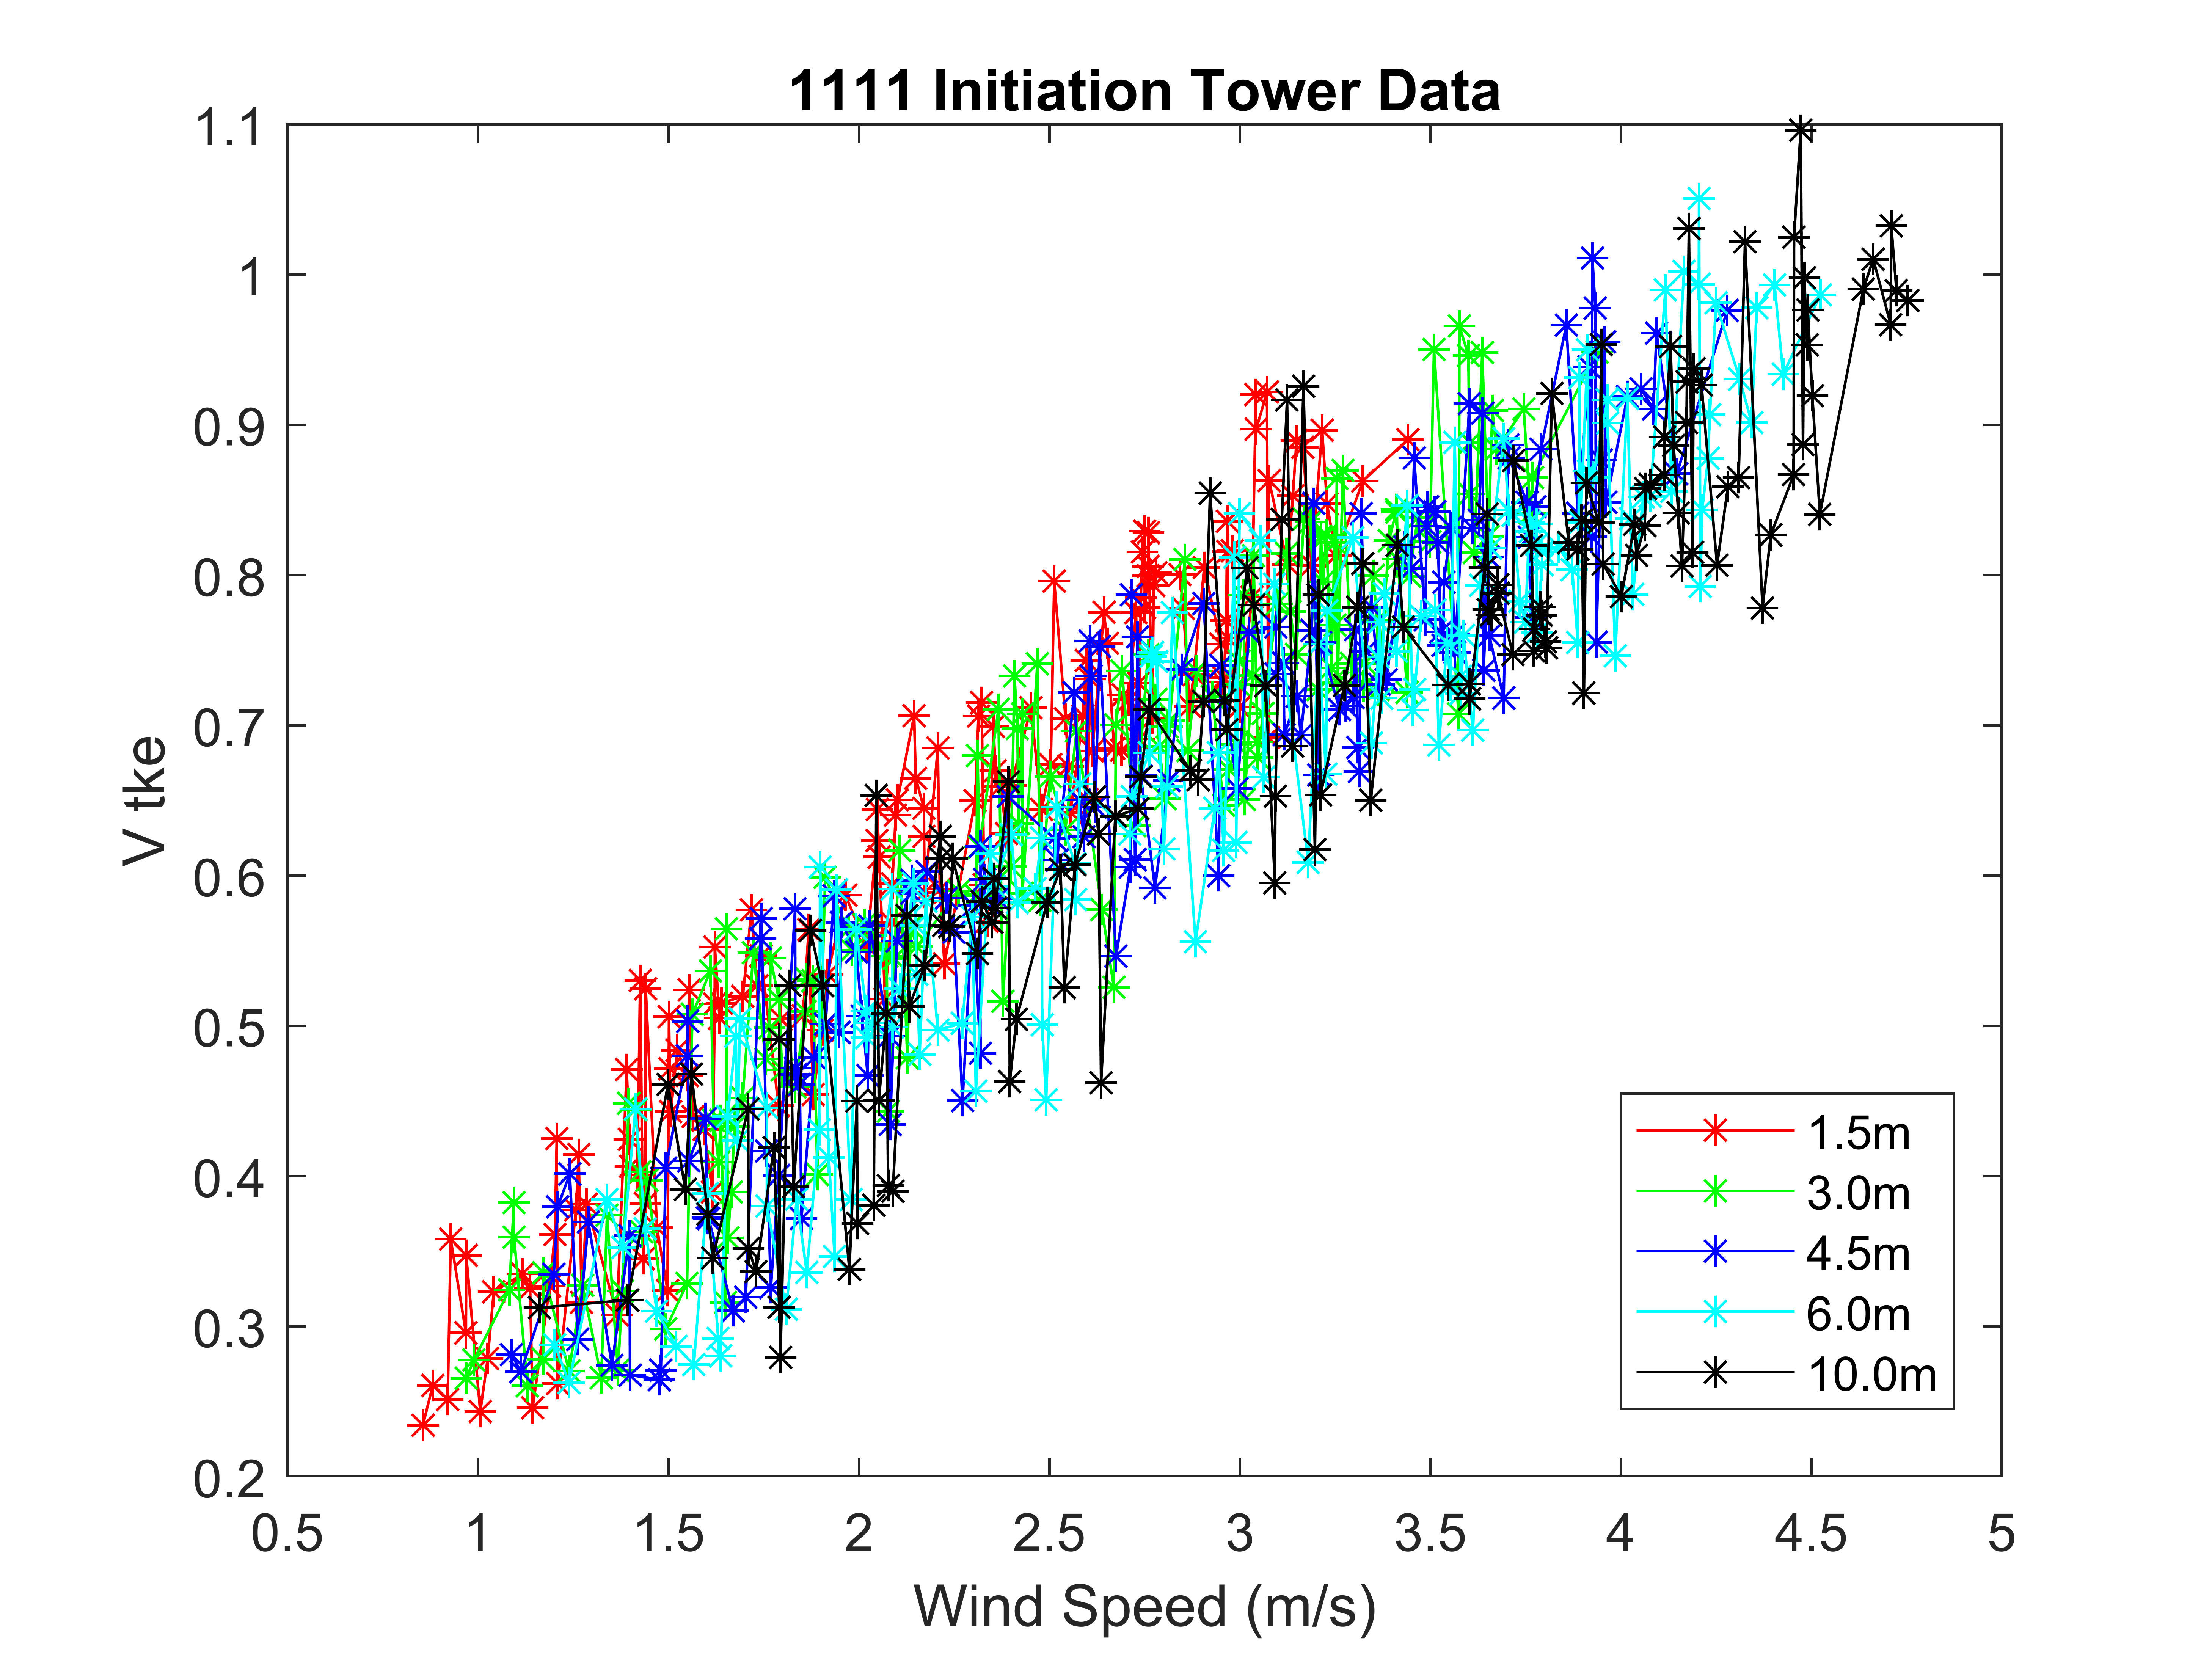 1111 Initiation Tower Data
1.1
1
0.9
0.8
0.7
0.6
0.5
0.4
0.3
0.2
V tke
1.5m
3.0m
4.5m
6.0m
10.0m
0.5 1 1.5 2 2.5 3 3.5 4 4.5 5
Wind Speed (m/s)